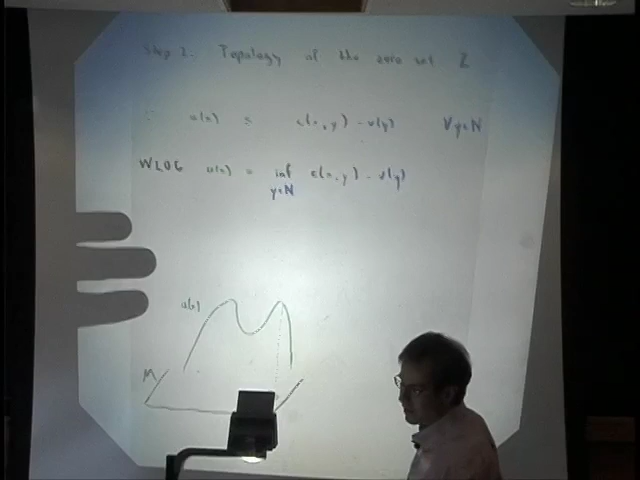 Step 2: Topology of the zero set Z
∵ u(x) ≤ c(x,y) - v(y) ∀y∈N
WLOG u(x) = inf c(x,y) - v(y)
y∈N
u(x)
M